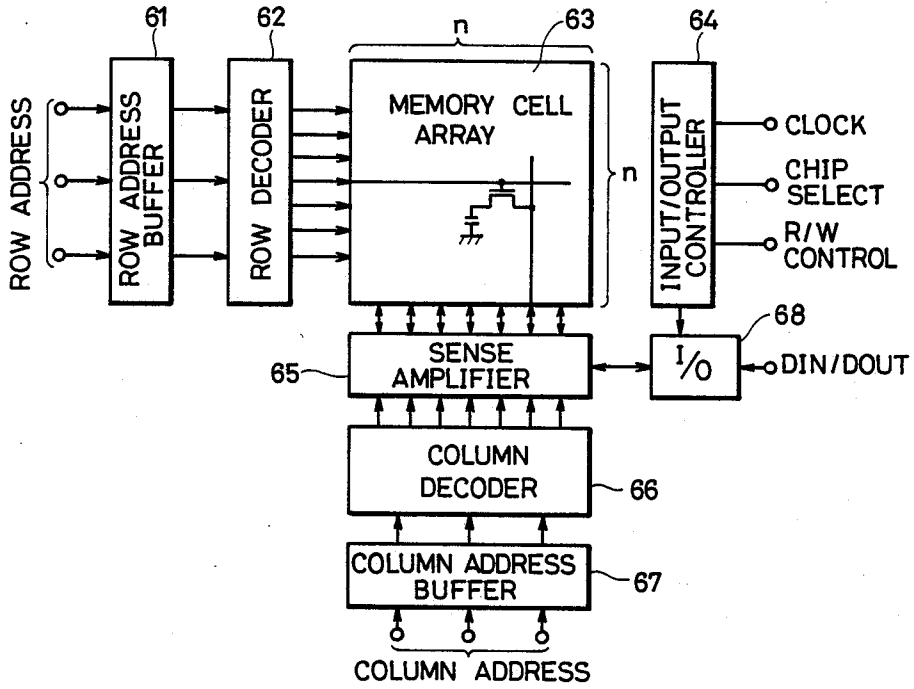 61
62
n
63
64
ROW ADDRESS
ROW ADDRESS
BUFFER
ROW DECODER
MEMORY CELL
ARRAY
n
INPUT/OUTPUT
CONTROLLER
CLOCK
CHIP
SELECT
R/W
CONTROL
65
SENSE
AMPLIFIER
I/O
68
DIN/DOUT
COLUMN
DECODER
66
COLUMN ADDRESS
BUFFER
67
COLUMN ADDRESS